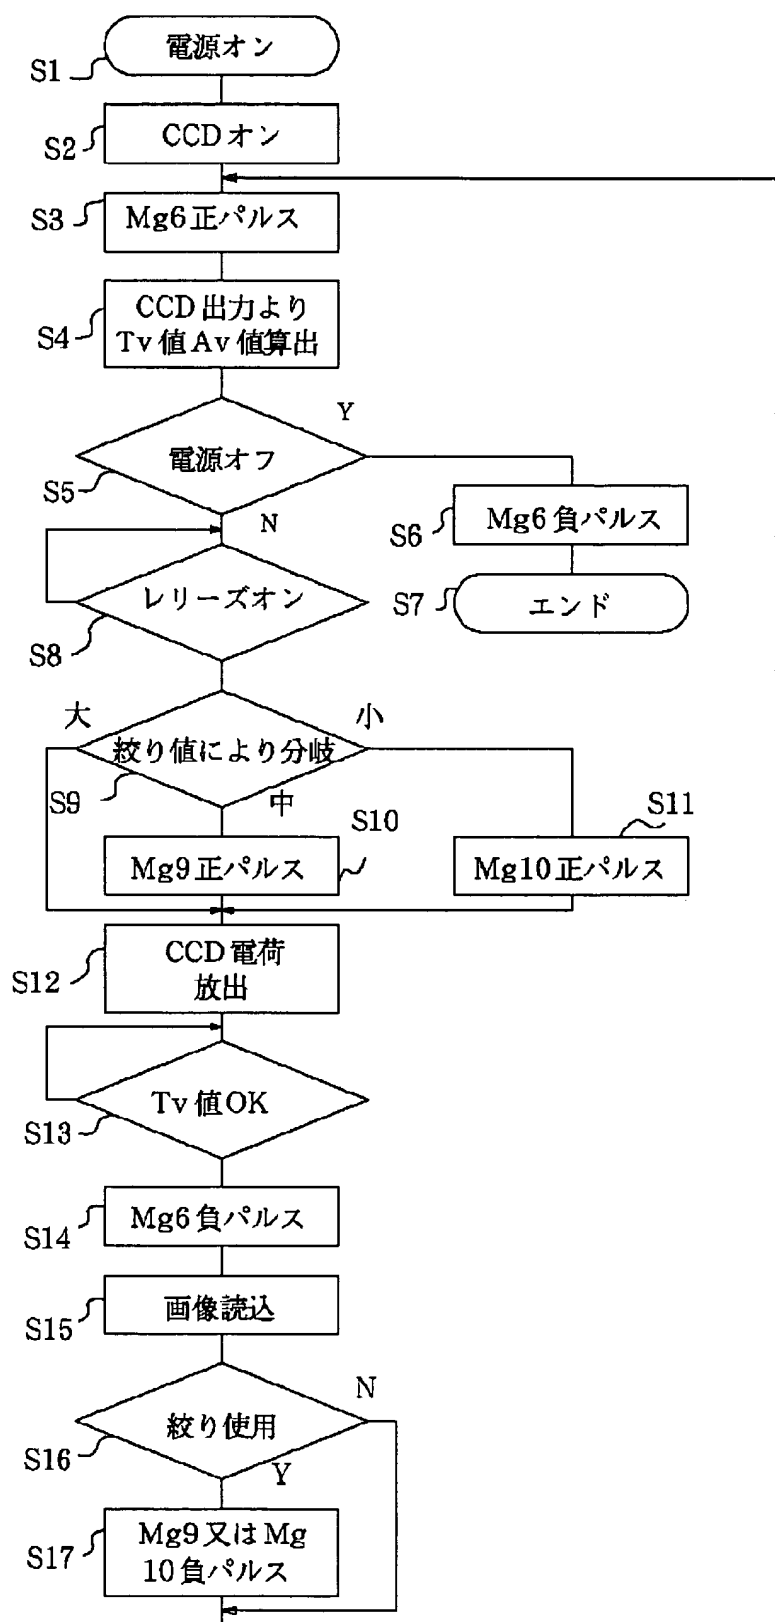 電源オン
S1
CCDオン
S2
Mg6正パルス
S3
CCD出力より
Tv値Av値算出
S4
Y
電源オフ
S5
N
Mg6負パルス
S6
レリーズオン
S8
エンド
S7
大
小
絞り値により分岐
S9
中
S10
S11
Mg9正パルス
Mg10正パルス
CCD電荷
放出
S12
Tv値OK
S13
Mg6負パルス
S14
画像読込
S15
N
絞り使用
S16
Y
Mg9又はMg
10負パルス
S17